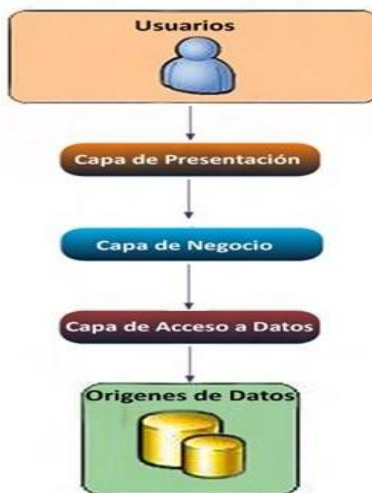 Usuarios
Capa de Presentación
Capa de Negocio
Capa de Acceso a Datos
Origenes de Datos